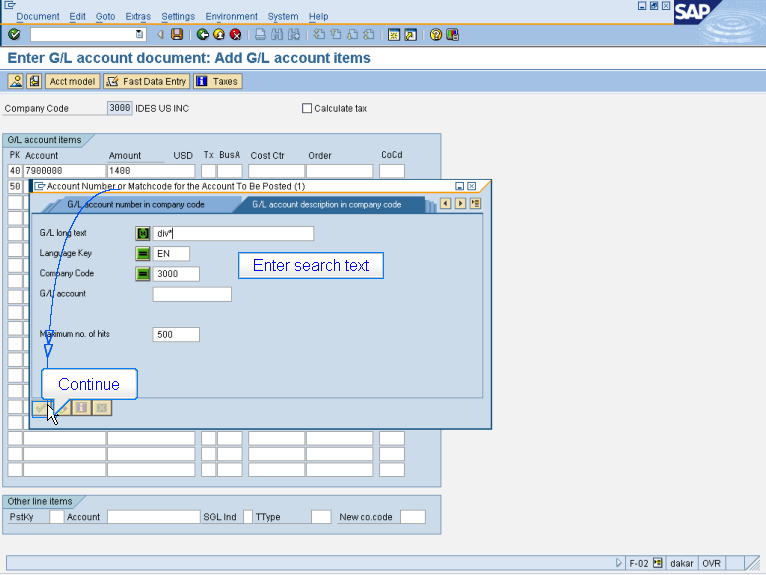 Document Edit Goto Extras Settings Environment System Help
SAP
Enter G/L account document: Add G/L account items
Acct model Fast Data Entry Taxes
Company Code 3000 IDES US INC Calculate tax
G/L account items
PK Account Amount USD Tx BusA Cost Ctr Order CoCd
40 7900000 1400
50
Account Number or Matchcode for the Account To Be Posted (1)
G/L account number in company code G/L account description in company code
G/L long text div*
Language Key EN
Company Code 3000
Enter search text
G/L account
Maximum no. of hits 500
Continue
Other line items
PstKy Account SGL Ind TType New co.code
F-02 dakar OVR